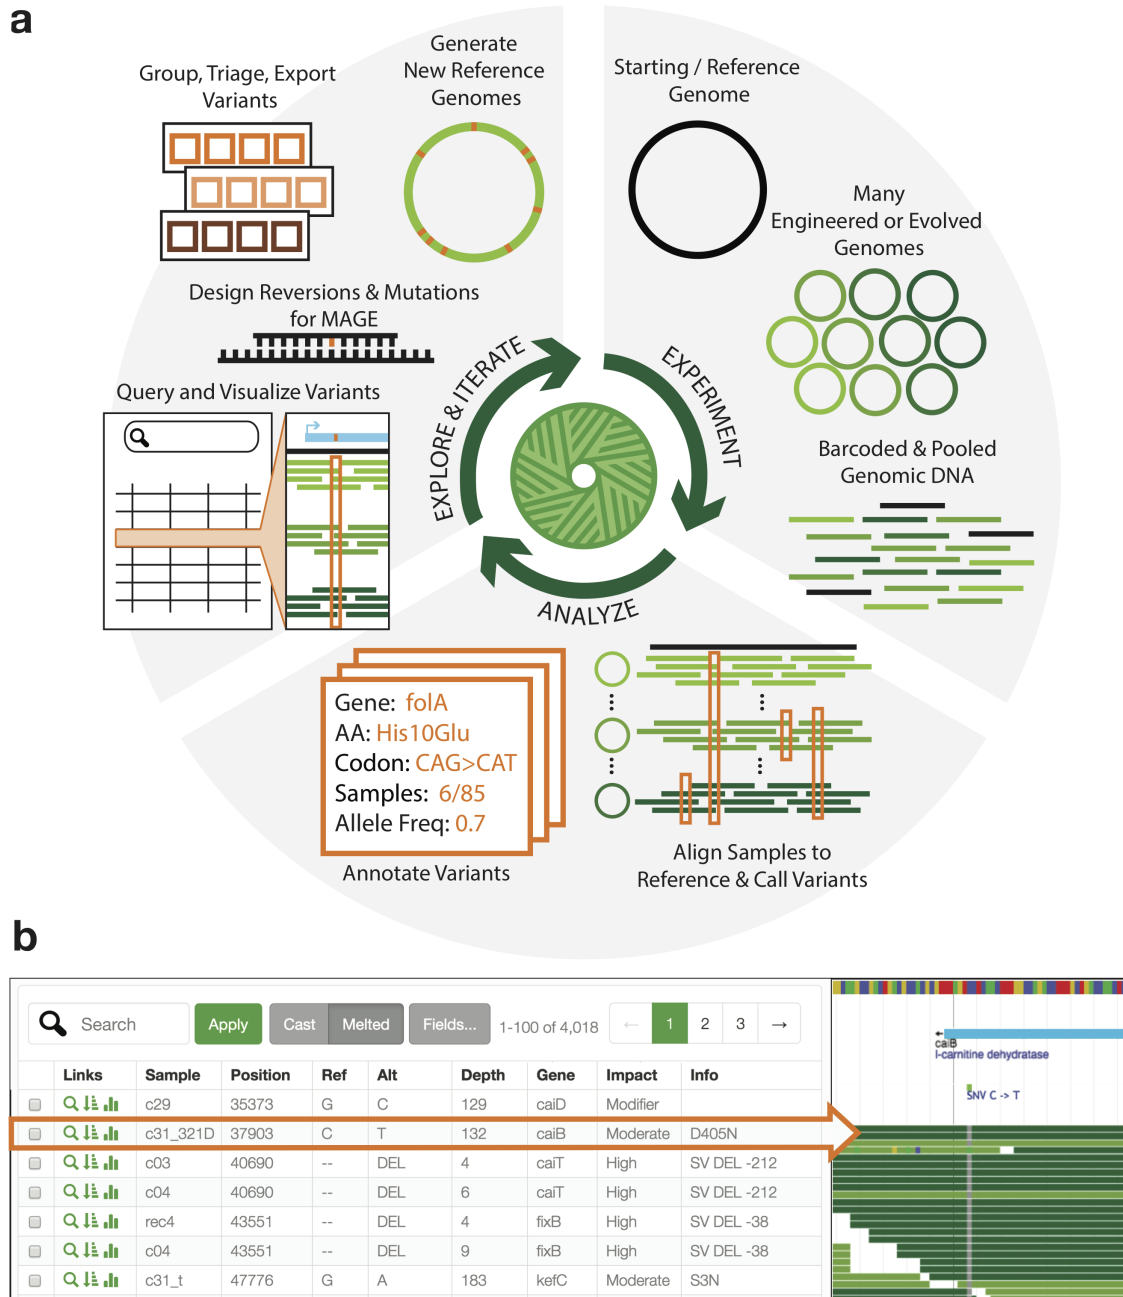 a
Group, Triage, Export
Variants
Generate
New Reference
Genomes
Starting / Reference
Genome
Many
Engineered or Evolved
Genomes
Design Reversions & Mutations
for MAGE
Query and Visualize Variants
EXPLORE & ITERATE
EXPERIMENT
ANALYZE
Barcoded & Pooled
Genomic DNA
Gene: folA
AA: His10Glu
Codon: CAG>CAT
Samples: 6/85
Allele Freq: 0.7
Annotate Variants
Align Samples to
Reference & Call Variants
b
Search Apply Cast Melted Fields... 1-100 of 4,018 ← 1 2 3 →
Links Sample Position Ref Alt Depth Gene Impact Info
c29 35373 G C 129 caiD Modifier
c31_321D 37903 C T 132 caiB Moderate D405N
c03 40690 -- DEL 4 caiT High SV DEL -212
c04 40690 -- DEL 6 caiT High SV DEL -212
rec4 43551 -- DEL 4 fixB High SV DEL -38
c04 43551 -- DEL 9 fixB High SV DEL -38
c31_t 47776 G A 183 kefC Moderate S3N
caiB
l-carnitine dehydratase
SNV C -> T